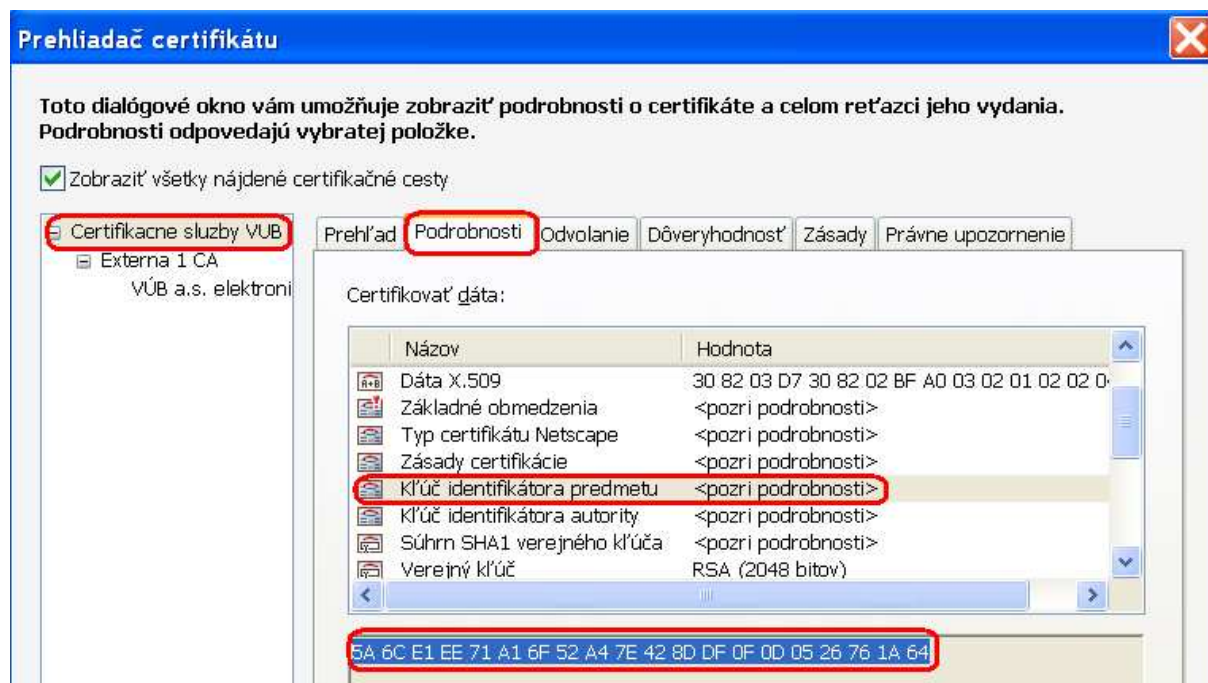 Prehliadač certifikátu
Toto dialógové okno vám umožňuje zobraziť podrobnosti o certifikáte a celom reťazci jeho vydania.
Podrobnosti odpovedajú vybratej položke.
Zobraziť všetky nájdené certifikačné cesty
Certifikacne sluzby VUB
Externa 1 CA
VÚB a.s. elektroni
Prehľad Podrobnosti Odvolanie Dôveryhodnosť Zásady Právne upozornenie
Certifikovať dáta:
Názov Hodnota
Dáta X.509 30 82 03 D7 30 82 02 BF A0 03 02 01 02 02 0
Základné obmedzenia <pozri podrobnosti>
Typ certifikátu Netscape <pozri podrobnosti>
Zásady certifikácie <pozri podrobnosti>
Kľúč identifikátora predmetu <pozri podrobnosti>
Kľúč identifikátora autority <pozri podrobnosti>
Súhrn SHA1 verejného kľúča <pozri podrobnosti>
Verejný kľúč RSA (2048 bitov)
5A 6C E1 EE 71 A1 6F 52 A4 7E 42 8D DF 0F 0D 05 26 76 1A 64